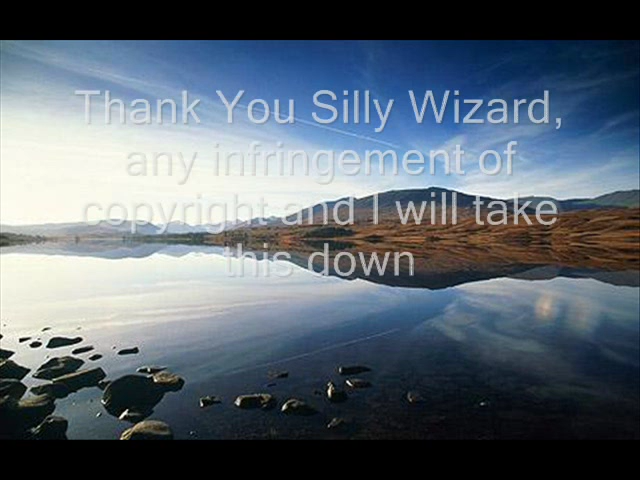 Thank You Silly Wizard,
any infringement of
copyright and I will take
this down